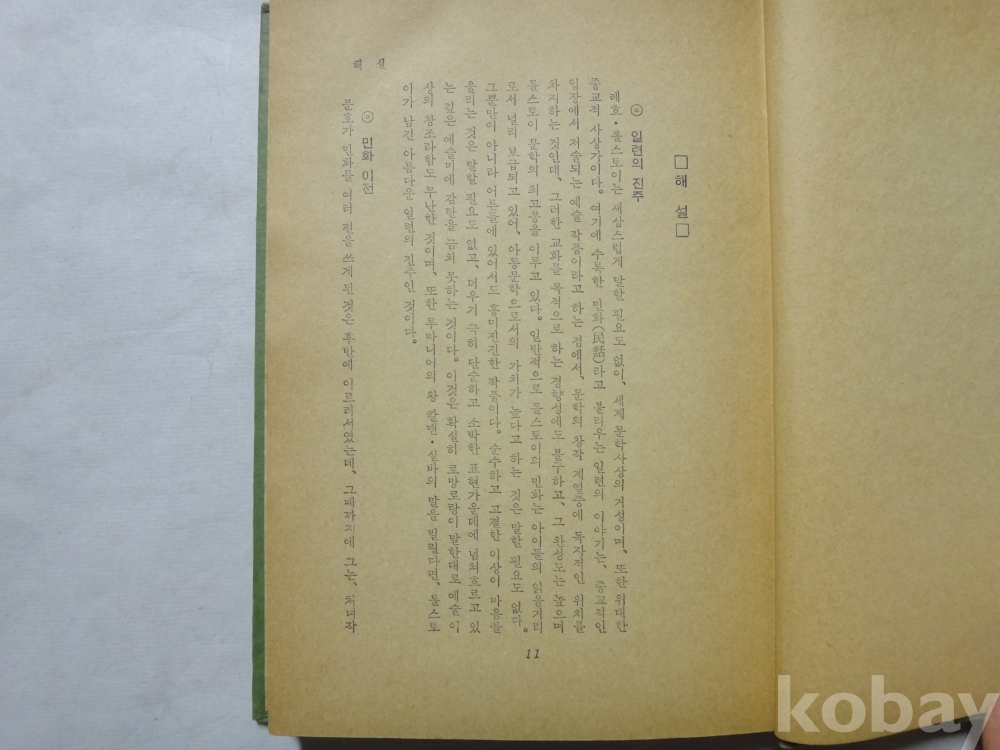 해 설
□해 설□
◎ 일련의 진주
레흐·톨스토이는 새삼스럽게 말할 필요도 없이, 세계 문학사상의 거성이며, 또한 위대한
종교적 사상가이다. 여기에 수록한 민화(民話)라고 불리우는 일련의 이야기는, 종교적인
입장에서 저술되는 예술 작품이라고 하는 점에서, 문학의 창작 계열중에 독자적인 위치를
차지하는 것인데, 그러한 교화를 목적으로 하는 경향성에도 불구하고, 그 완성도는 높으며
톨스토이 문학의 최고봉을 이루고 있다. 일반적으로 톨스토이의 민화는 아이들의 읽을거리
로서 널리 보급되고 있어, 아동문학으로서의 가치가 높다고 하는 것은 말할 필요도 없다.
그뿐만이 아니라 어른들에 있어서도 흥미진진한 작품이다. 순수하고 고결한 이상이 마음을
울리는 것은 말할 필요도 없고, 더우기 극히 단순하고 소박한 표현가운데에 넘쳐흐르고 있
는 깊은 예술미에 감탄을 금치 못하는 것이다. 이것은 확실히 로망로랑이 말한대로 예술 이
상의 창조라함도 무난한 것이며, 또한 루마니어의 왕 칼맨·실바의 말을 빌린다면, 톨스토
이가 남긴 아름다운 일련의 진주인 것이다.
◎ 민화 이전
문호가 민화를 여러 편을 쓰게 된 것은 후반에 이르러서였는데, 그때까지에 그는, 처녀작
11
kobay